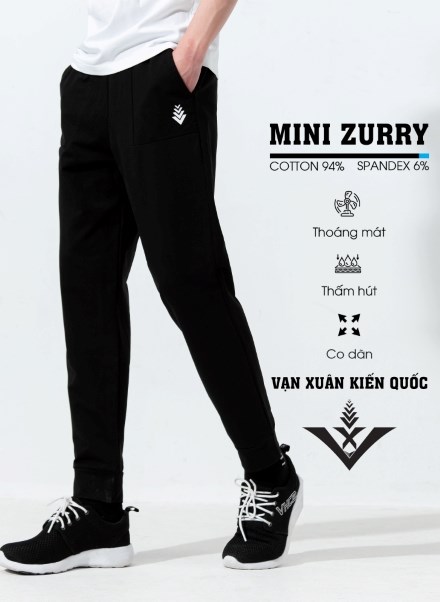 MINI ZURRY
COTTON 94% SPANDEX 6%
Thoáng mát
Thấm hút
Co dãn
VẠN XUÂN KIẾN QUỐC